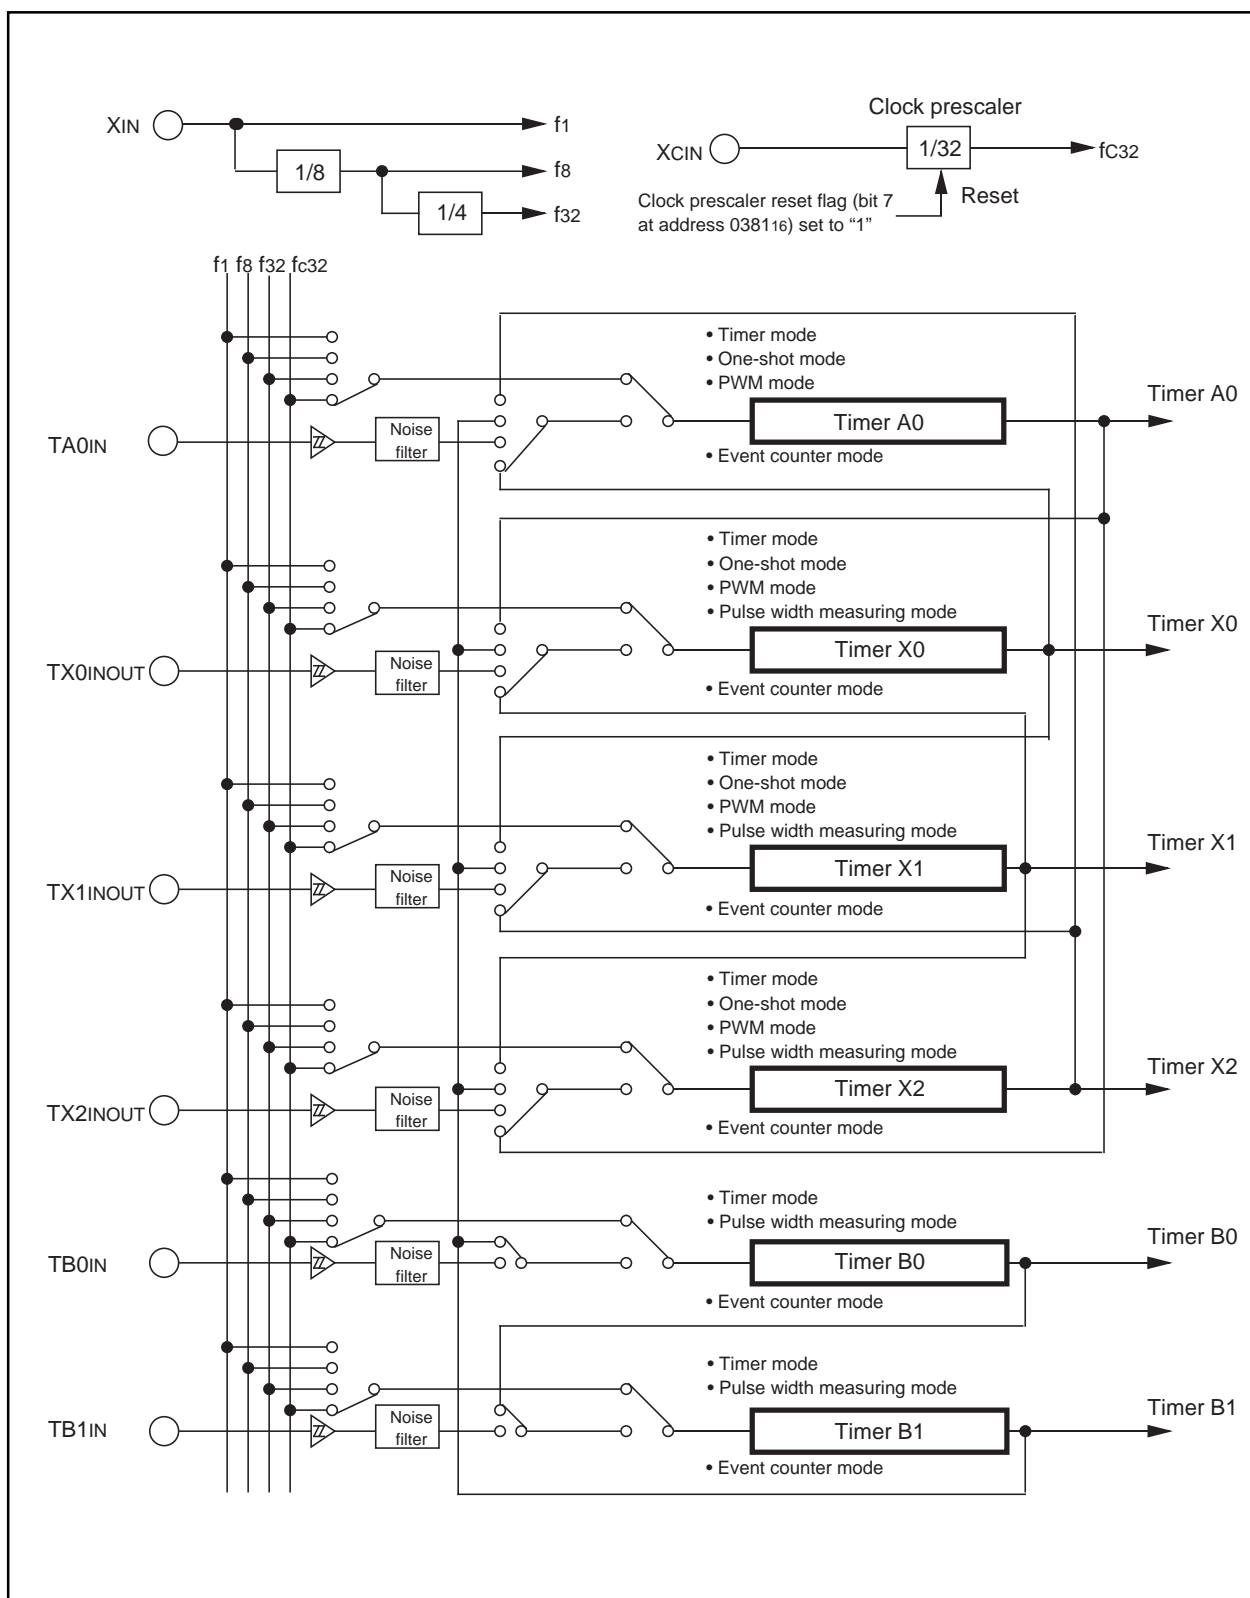 XIN
f1
1/8
f8
1/4
f32
Clock prescaler
XCIN
1/32
fC32
Clock prescaler reset flag (bit 7
at address 038116) set to “1”
Reset
f1 f8 f32 fc32
• Timer mode
• One-shot mode
• PWM mode
Timer A0
TA0IN
Noise
filter
Timer A0
• Event counter mode
• Timer mode
• One-shot mode
• PWM mode
• Pulse width measuring mode
Timer X0
TX0INOUT
Noise
filter
Timer X0
• Event counter mode
• Timer mode
• One-shot mode
• PWM mode
• Pulse width measuring mode
Timer X1
TX1INOUT
Noise
filter
Timer X1
• Event counter mode
• Timer mode
• One-shot mode
• PWM mode
• Pulse width measuring mode
Timer X2
TX2INOUT
Noise
filter
Timer X2
• Event counter mode
• Timer mode
• Pulse width measuring mode
Timer B0
TB0IN
Noise
filter
Timer B0
• Event counter mode
• Timer mode
• Pulse width measuring mode
Timer B1
TB1IN
Noise
filter
Timer B1
• Event counter mode